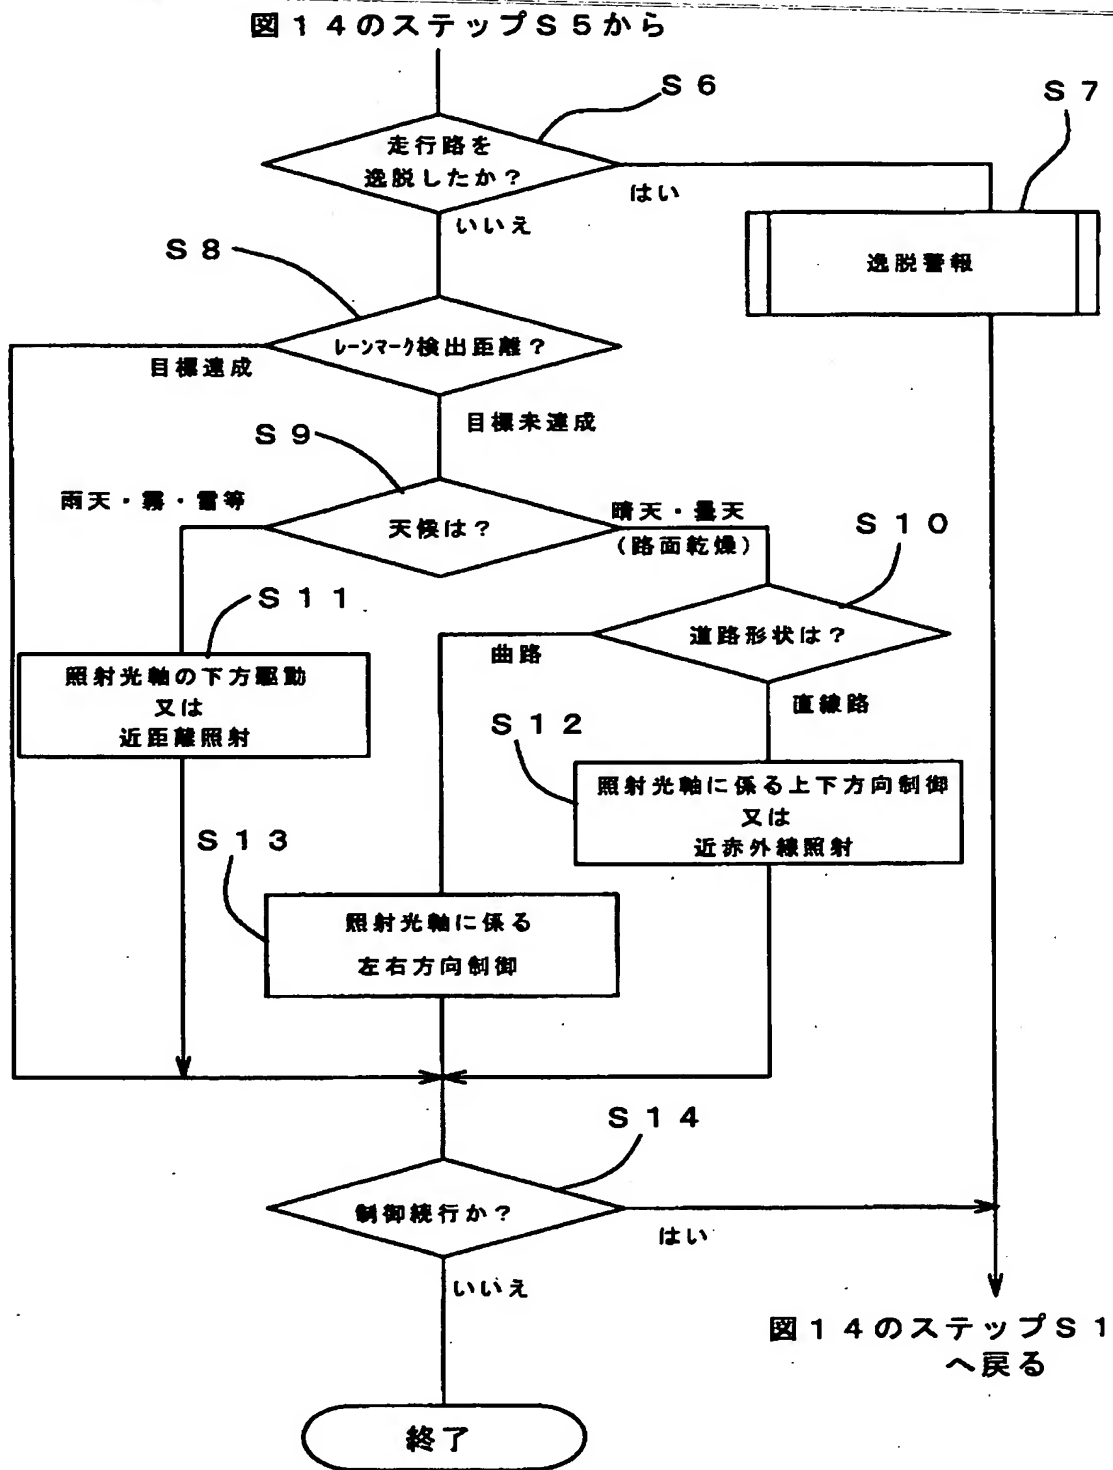 図14のステップS5から
S6
S7
走行路を
逸脱したか？
はい
いいえ
逸脱警報
S8
レーンマーク検出距離？
目標達成
目標未達成
S9
雨天・霧・雪等
天候は？
晴天・曇天
（路面乾燥）
S10
S11
道路形状は？
曲路
直線路
照射光軸の下方駆動
又は
近距離照射
S12
照射光軸に係る上下方向制御
又は
近赤外線照射
S13
照射光軸に係る
左右方向制御
S14
制御続行か？
はい
いいえ
図14のステップS1
へ戻る
終了